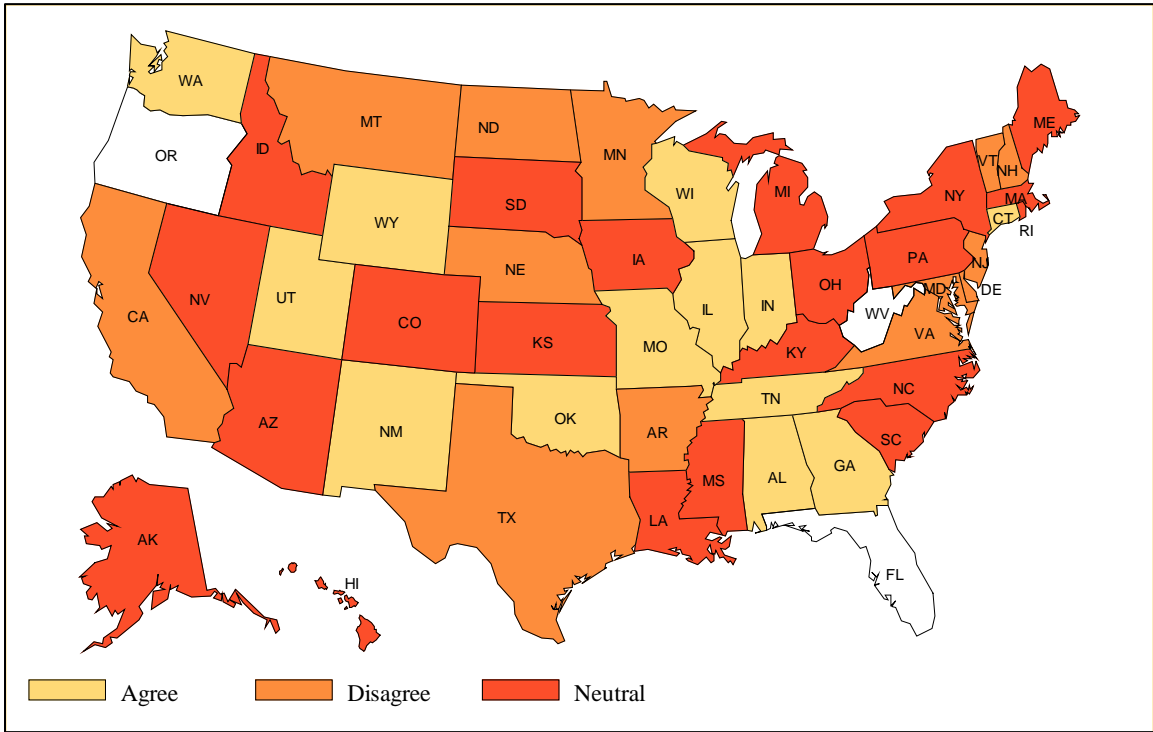 WA
MT
ND
MN
ME
OR
ID
VT
NH
WI
MI
NY
MA
SD
CT
RI
WY
IA
PA
NE
NJ
OH
MD
DE
UT
NV
IL
IN
WV
CA
CO
KS
MO
KY
VA
TN
NC
AZ
NM
OK
AR
SC
GA
AL
MS
TX
LA
AK
HI
FL
Agree Disagree Neutral